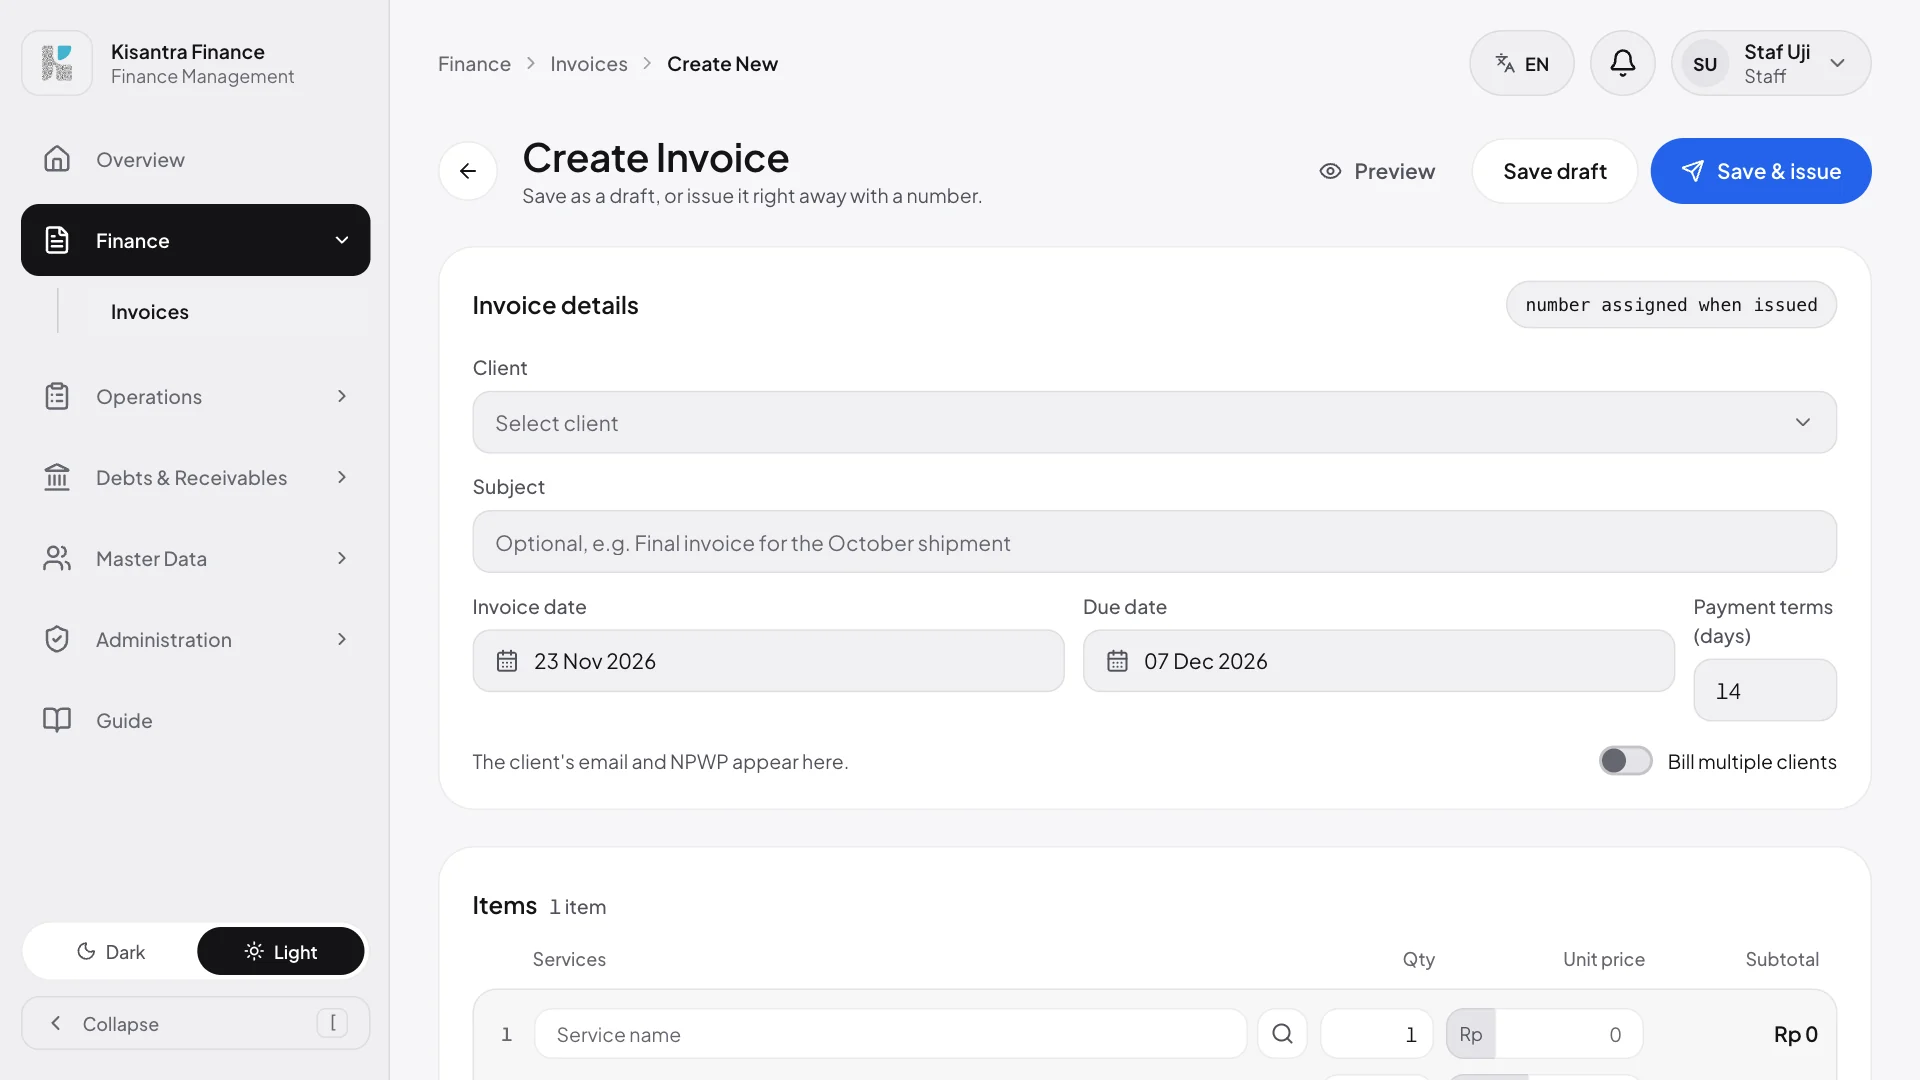 Kisantra Finance
Finance Management
Overview
Finance
Invoices
Operations
Debts & Receivables
Master Data
Administration
Guide
Dark
Light
Collapse
[
Finance > Invoices > Create New
EN
SU
Staf Uji
Staff
Create Invoice
Save as a draft, or issue it right away with a number.
Preview
Save draft
Save & issue
Invoice details
number assigned when issued
Client
Select client
Subject
Optional, e.g. Final invoice for the October shipment
Invoice date
Due date
Payment terms
(days)
23 Nov 2026
07 Dec 2026
14
The client's email and NPWP appear here.
Bill multiple clients
Items 1 item
Services Qty Unit price Subtotal
1 Service name 1 Rp 0 Rp 0